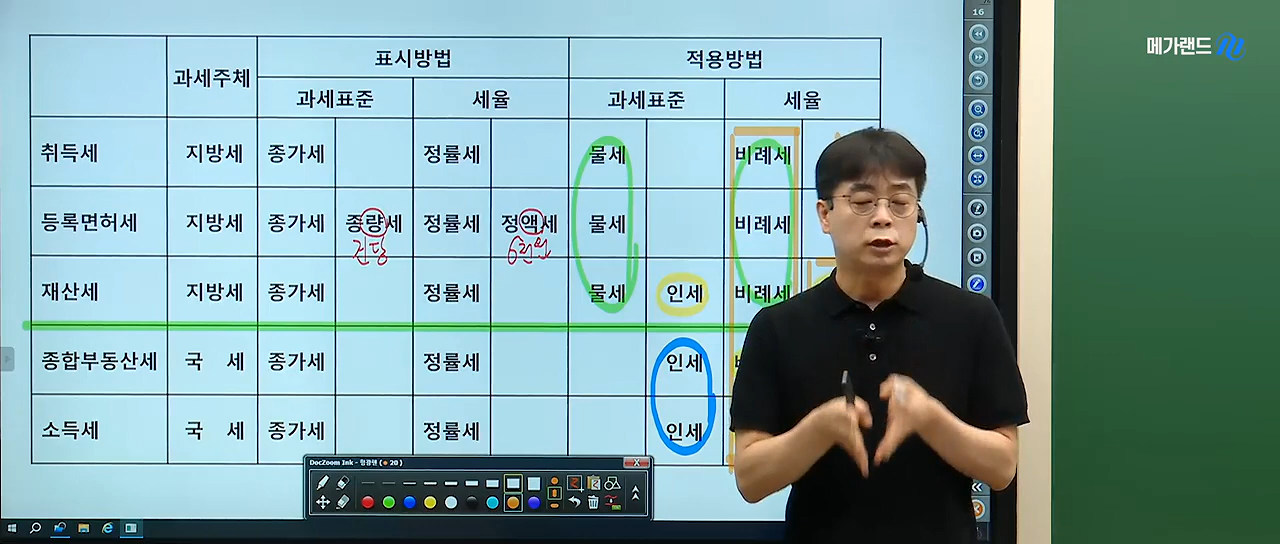 16
메가랜드
표시방법 적용방법
과세주체
과세표준 세율 과세표준 세율
취득세 지방세 종가세 정률세 물세 비례세
등록면허세 지방세 종가세 종량세 정률세 정액세 물세 비례세
건당 6천원
재산세 지방세 종가세 정률세 물세 인세 비례세
종합부동산세 국 세 종가세 정률세 인세
소득세 국 세 종가세 정률세 인세
DocZoom Ink - 형광펜 ( 20 )